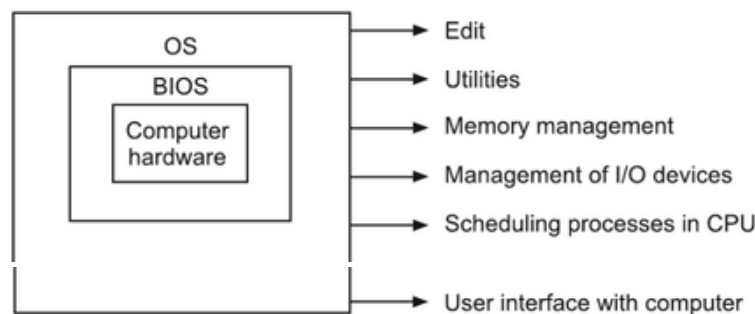 OS
BIOS
Computer
hardware
Edit
Utilities
Memory management
Management of I/O devices
Scheduling processes in CPU
User interface with computer